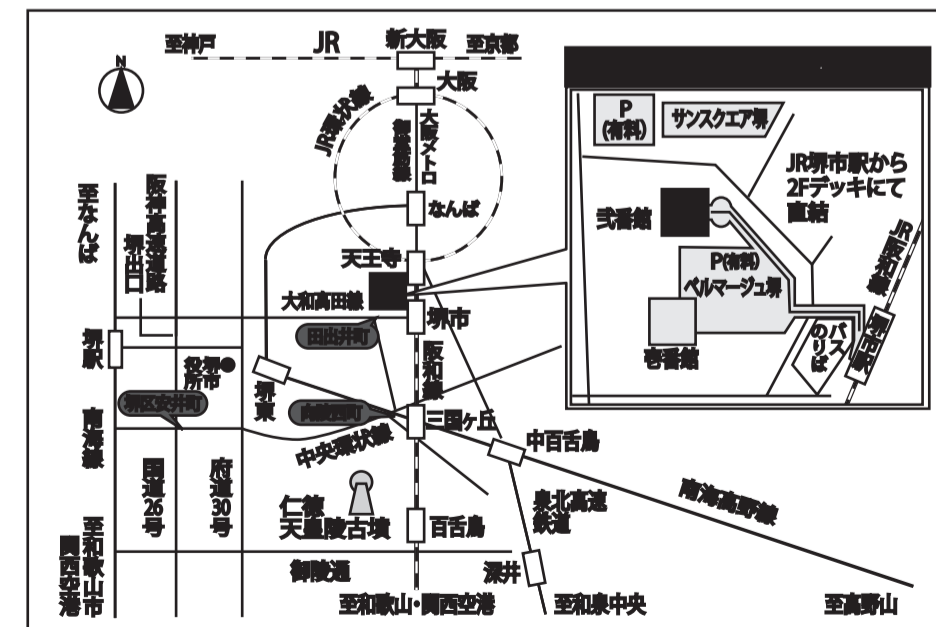 至神戸
JR
新大阪
至京都
N
大阪
JR環状線
御堂筋線
大阪メトロ
なんば
天王寺
大和高田線
堺市
田出井町
阪和線
至なんば
阪神高速道路
堺出口
堺駅
堺市
役所
堺区安井町
堺東
向陵西町
三国ヶ丘
中央環状線
中百舌鳥
南海線
国道26号
府道30号
仁徳
天皇陵古墳
百舌鳥
泉北高速
鉄道
南海高野線
御陵通
深井
至和歌山市
関西空港
至和歌山・関西空港
至和泉中央
至高野山
P
(有料)
サンスクエア堺
JR堺市駅から
2Fデッキにて
直結
弐番館
P(有料)
ベルマージュ堺
壱番館
バス
のりば
JR阪和線
堺市駅